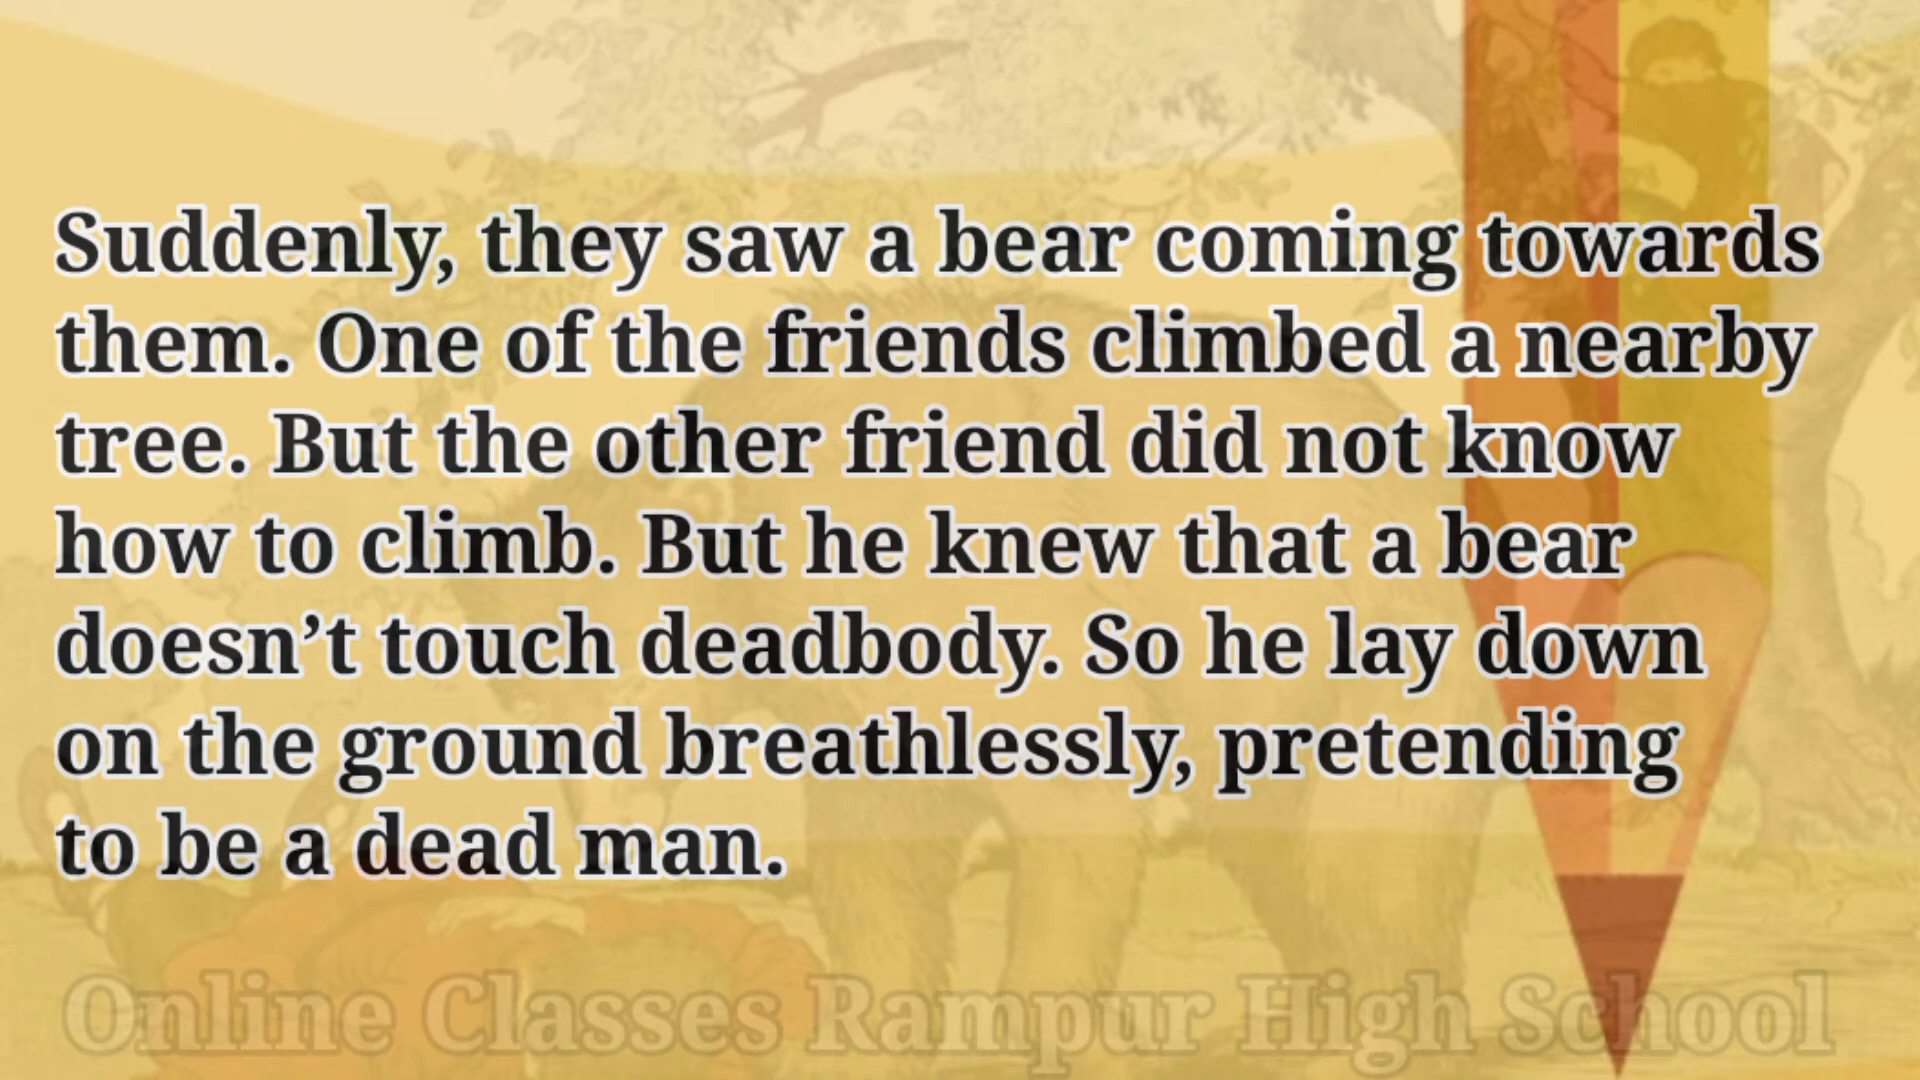 Suddenly, they saw a bear coming towards
them. One of the friends climbed a nearby
tree. But the other friend did not know
how to climb. But he knew that a bear
doesn’t touch deadbody. So he lay down
on the ground breathlessly, pretending
to be a dead man.
Online Classes Rampur High School